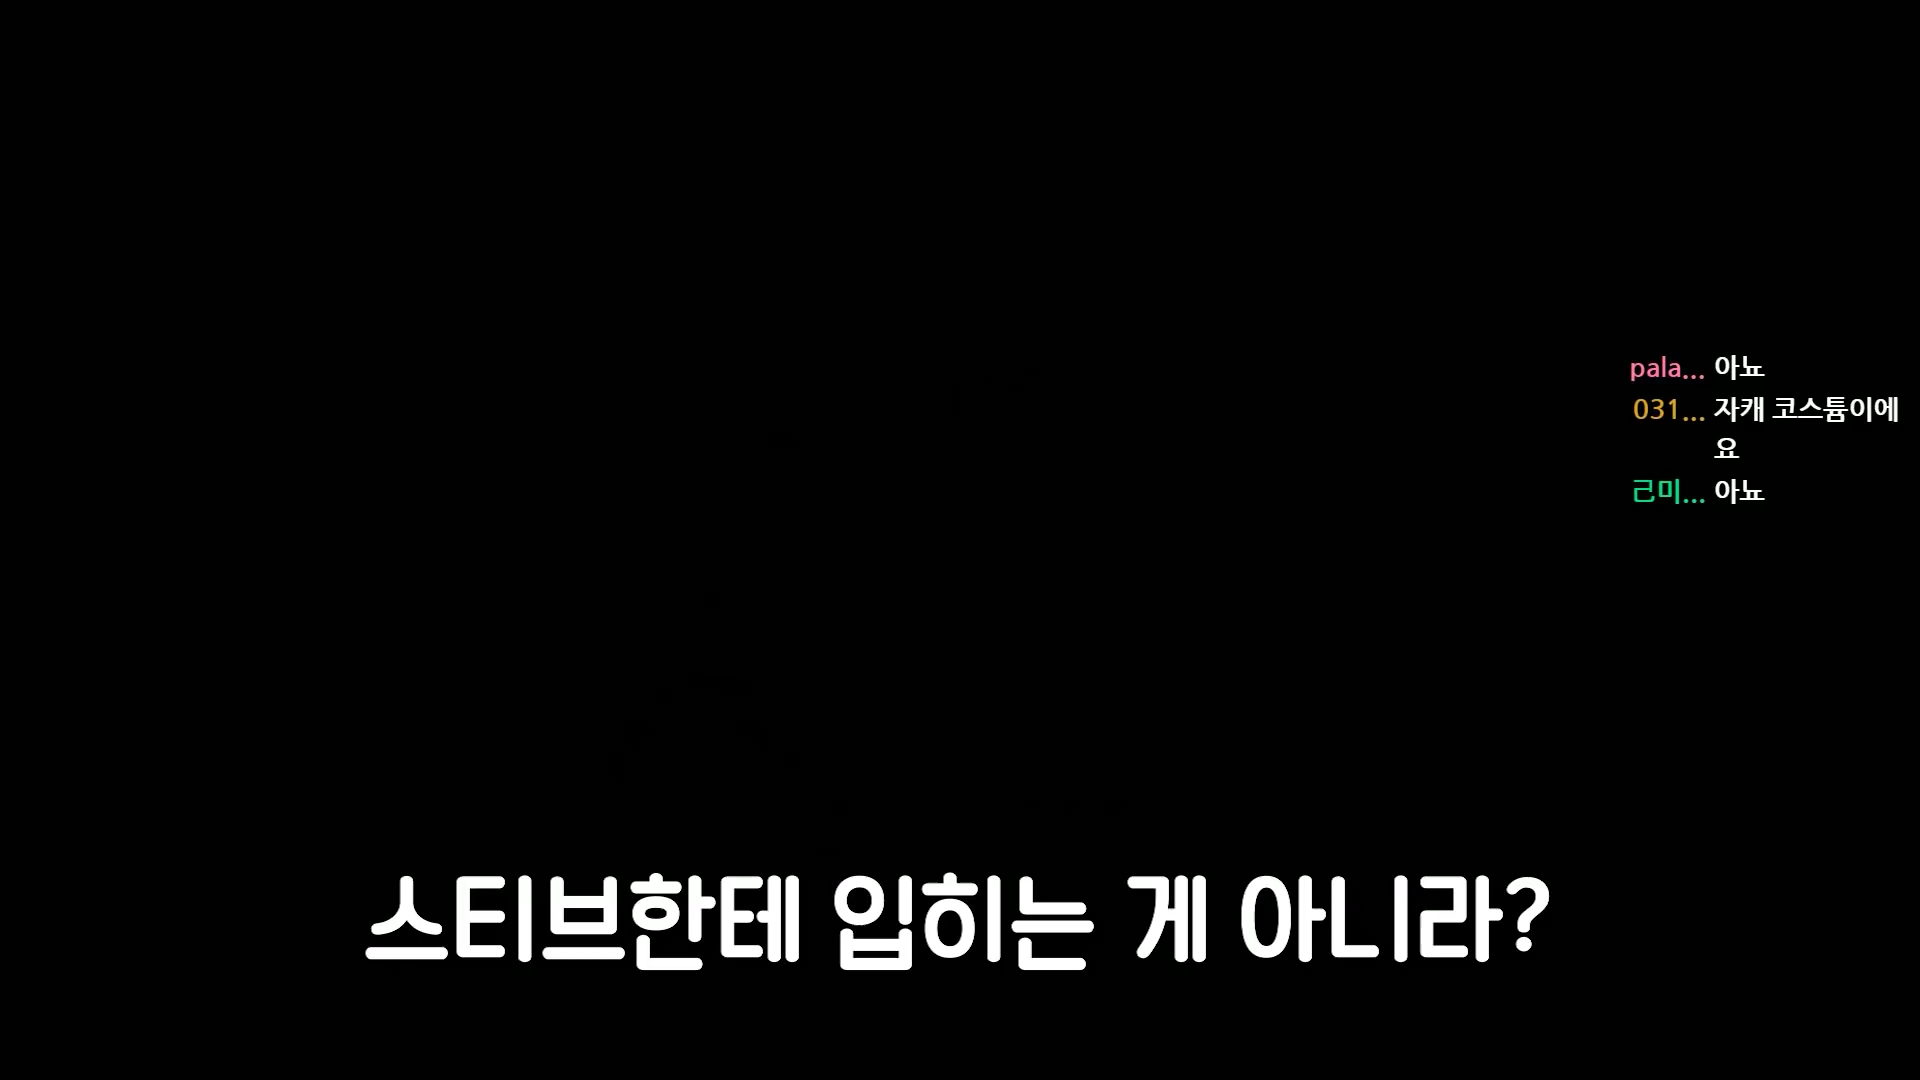 pala... 아뇨
031... 자캐 코스튬이에
요
己미... 아뇨
스티브한테 입히는 게 아니라?